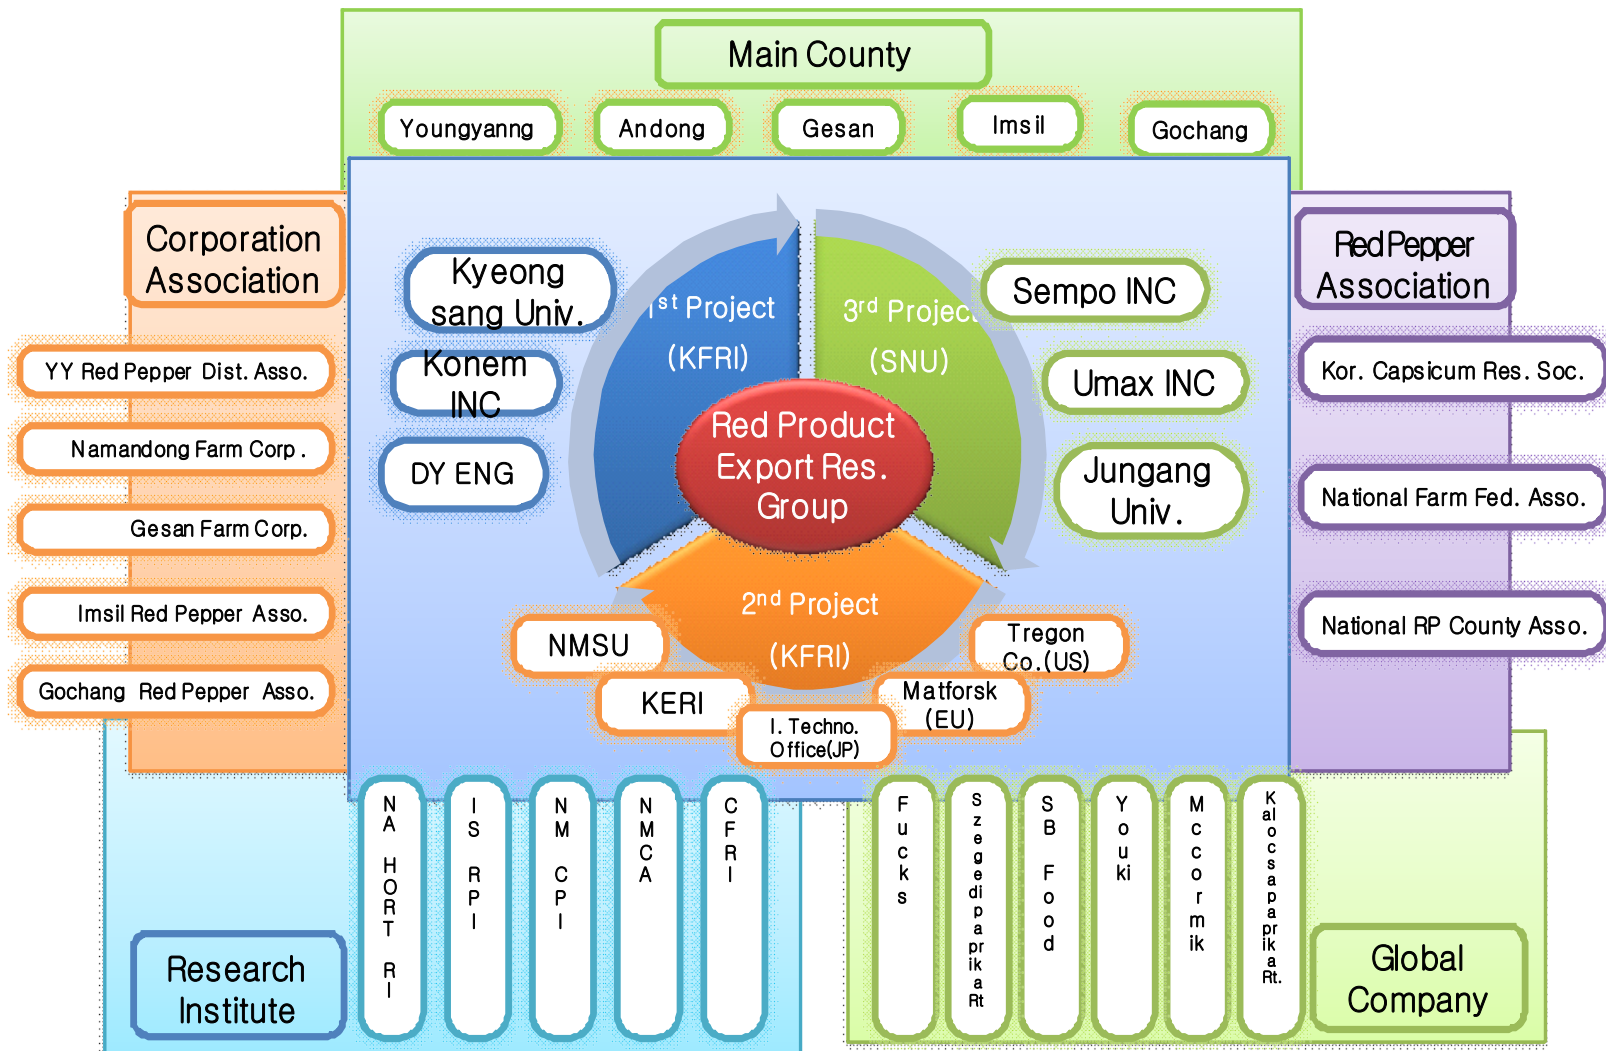 Main County
Youngyanng
Andong
Gesan
Imsil
Gochang
Corporation
Association
YY Red Pepper Dist. Asso.
Namandong Farm Corp.
Gesan Farm Corp.
Imsil Red Pepper Asso.
Gochang Red Pepper Asso.
Kyeong
sang Univ.
Konem
INC
DY ENG
1st Project
(KFRI)
3rd Project
(SNU)
Red Product
Export Res.
Group
2nd Project
(KFRI)
Sempo INC
Umax INC
Jungang
Univ.
NMSU
KERI
I. Techno.
Office(JP)
Matforsk
(EU)
Tregon
Co.(US)
Red Pepper
Association
Kor. Capsicum Res. Soc.
National Farm Fed. Asso.
National RP County Asso.
Research
Institute
NA HORT RI
IS RPI
NM CPI
NMCA
CFRI
Fucks
Szegedipaprika Rt
SB Food
Youki
Mccormik
Kalocsapaprika Rt.
Global
Company